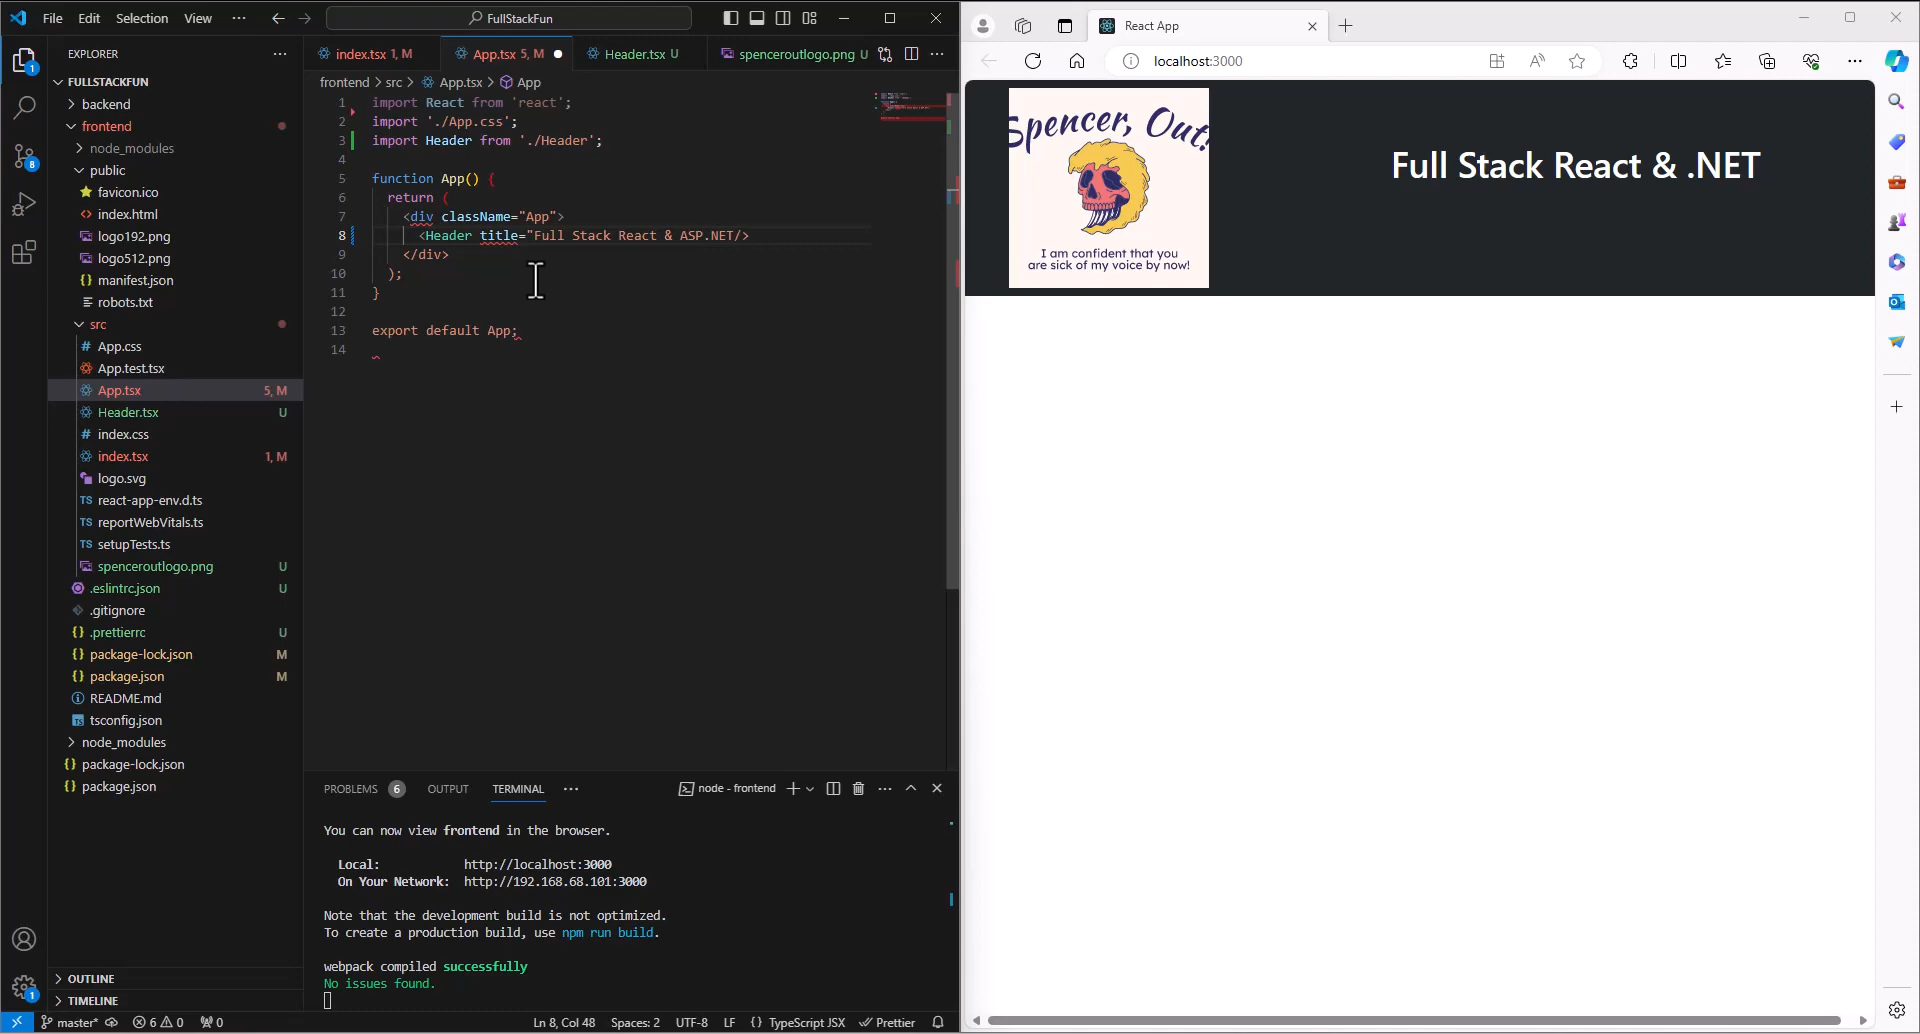 File Edit Selection View ··· FullStackFun
EXPLORER
FULLSTACKFUN
backend
frontend
node_modules
public
favicon.ico
index.html
logo192.png
logo512.png
manifest.json
robots.txt
src
App.css
App.test.tsx
App.tsx 5, M
Header.tsx U
index.css
index.tsx 1, M
logo.svg
TS react-app-env.d.ts
TS reportWebVitals.ts
TS setupTests.ts
spenceroutlogo.png U
.eslintrc.json U
.gitignore
.prettierrc U
package-lock.json M
package.json M
README.md
tsconfig.json
node_modules
package-lock.json
package.json
OUTLINE
TIMELINE
1
8
1
index.tsx 1, M App.tsx 5, M Header.tsx U spenceroutlogo.png U
frontend > src > App.tsx > App
1 import React from 'react';
2 import './App.css';
3 import Header from './Header';
4
5 function App() {
6 return (
7 <div className="App">
8 <Header title="Full Stack React & ASP.NET/>
9 </div>
10 );
11 }
12
13 export default App;
14
PROBLEMS 6 OUTPUT TERMINAL ··· node - frontend
You can now view frontend in the browser.
Local: http://localhost:3000
On Your Network: http://192.168.68.101:3000
Note that the development build is not optimized.
To create a production build, use npm run build.
webpack compiled successfully
No issues found.
master* 6 0 0 Ln 8, Col 48 Spaces: 2 UTF-8 LF {} TypeScript JSX Prettier
React App
localhost:3000
Spencer, Out!
I am confident that you
are sick of my voice by now!
Full Stack React & .NET